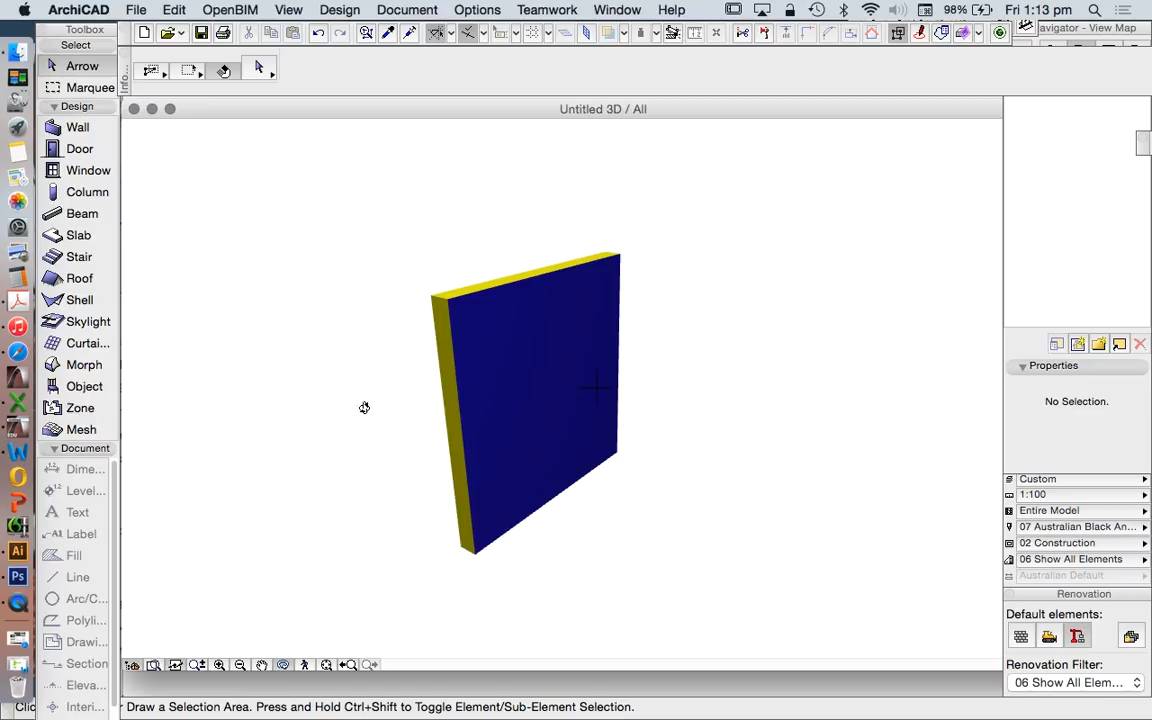 ArchiCAD File Edit OpenBIM View Design Document Options Teamwork Window Help 98% Fri 1:13 pm
Toolbox
Select
Arrow
Marquee
Design
Wall
Door
Window
Column
Beam
Slab
Stair
Roof
Shell
Skylight
Curtai...
Morph
Object
Zone
Mesh
Document
Dime...
Level...
Text
Label
Fill
Line
Arc/C...
Polyli...
Drawi...
Section
Eleva...
Interi...
Info...
Untitled 3D / All
avigator - View Map
Properties
No Selection.
Custom
1:100
Entire Model
07 Australian Black An...
02 Construction
06 Show All Elements
Australian Default
Renovation
Default elements:
Renovation Filter:
06 Show All Elem...
Clic
Draw a Selection Area. Press and Hold Ctrl+Shift to Toggle Element/Sub-Element Selection.